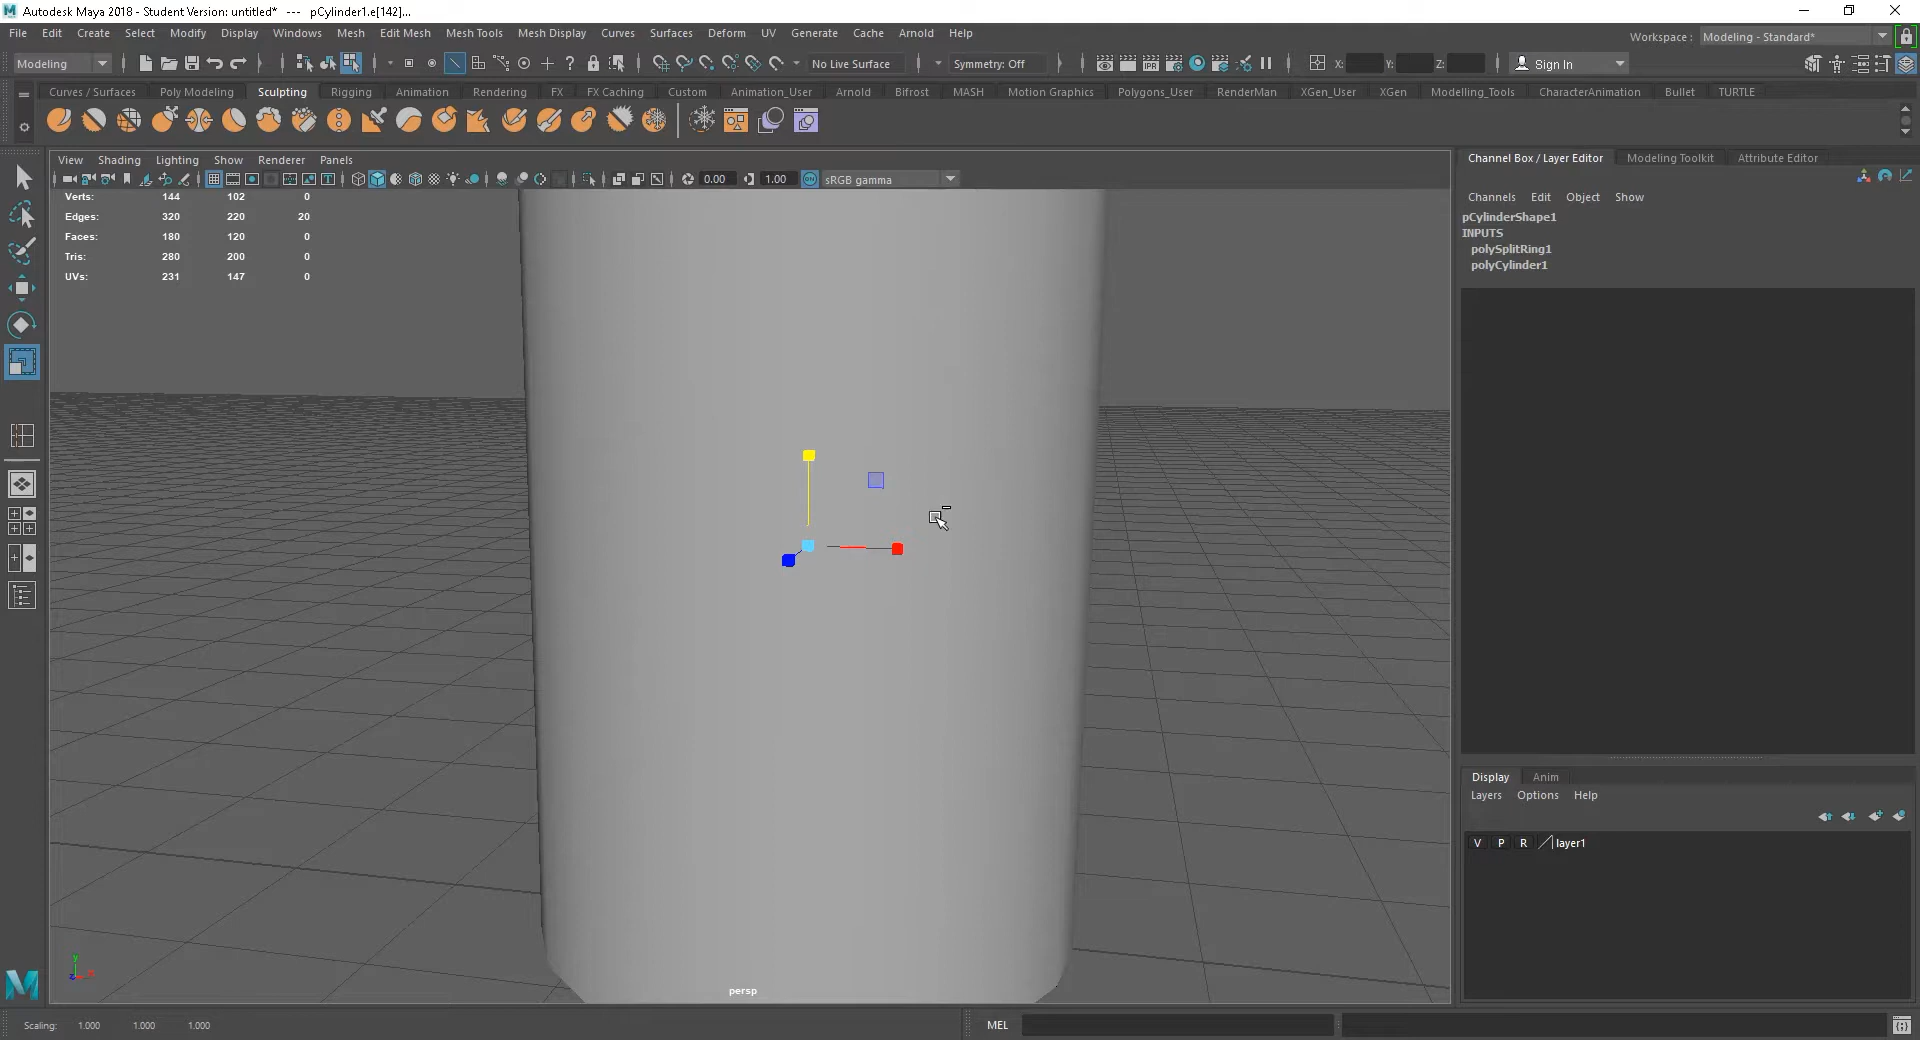 Autodesk Maya 2018 - Student Version: untitled*   ---   pCylinder1.e[142]...
File Edit Create Select Modify Display Windows Mesh Edit Mesh Mesh Tools Mesh Display Curves Surfaces Deform UV Generate Cache Arnold Help
Workspace : Modeling - Standard*
Modeling No Live Surface Symmetry: Off X: Y: Z: Sign In
Curves / Surfaces Poly Modeling Sculpting Rigging Animation Rendering FX FX Caching Custom Animation_User Arnold Bifrost MASH Motion Graphics Polygons_User RenderMan XGen_User XGen Modelling_Tools CharacterAnimation Bullet TURTLE
View Shading Lighting Show Renderer Panels
0.00 1.00 sRGB gamma
Verts: 144 102 0
Edges: 320 220 20
Faces: 180 120 0
Tris: 280 200 0
UVs: 231 147 0
persp
Channel Box / Layer Editor Modeling Toolkit Attribute Editor
Channels Edit Object Show
pCylinderShape1
INPUTS
polySplitRing1
polyCylinder1
Display Anim
Layers Options Help
V P R layer1
Scaling: 1.000 1.000 1.000
MEL